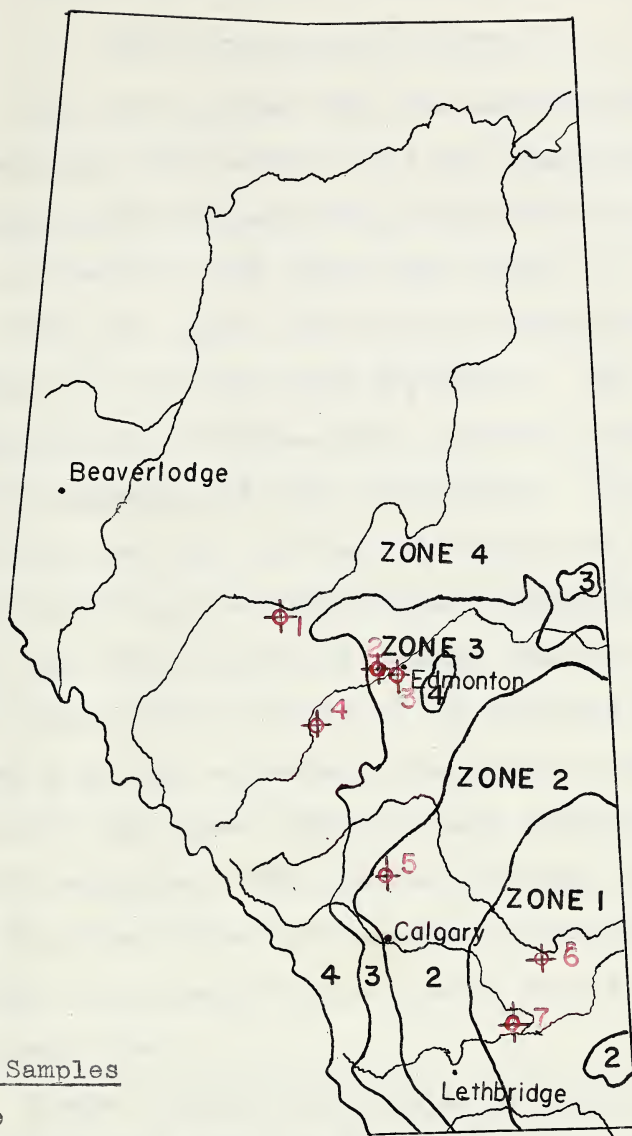 Beaverlodge
ZONE 4
3
1
2
ZONE 3
Edmonton
3
4
4
ZONE 2
5
ZONE 1
Calgary
6
4
3
2
7
Samples
2
Lethbridge
e